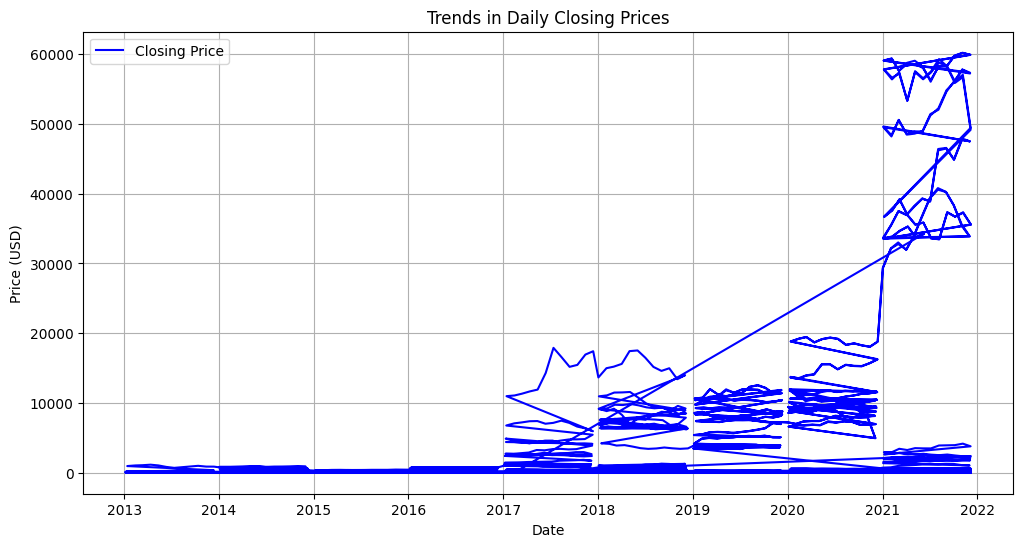 Trends in Daily Closing Prices
Closing Price
60000
50000
40000
30000
20000
10000
0
Price (USD)
2013 2014 2015 2016 2017 2018 2019 2020 2021 2022
Date